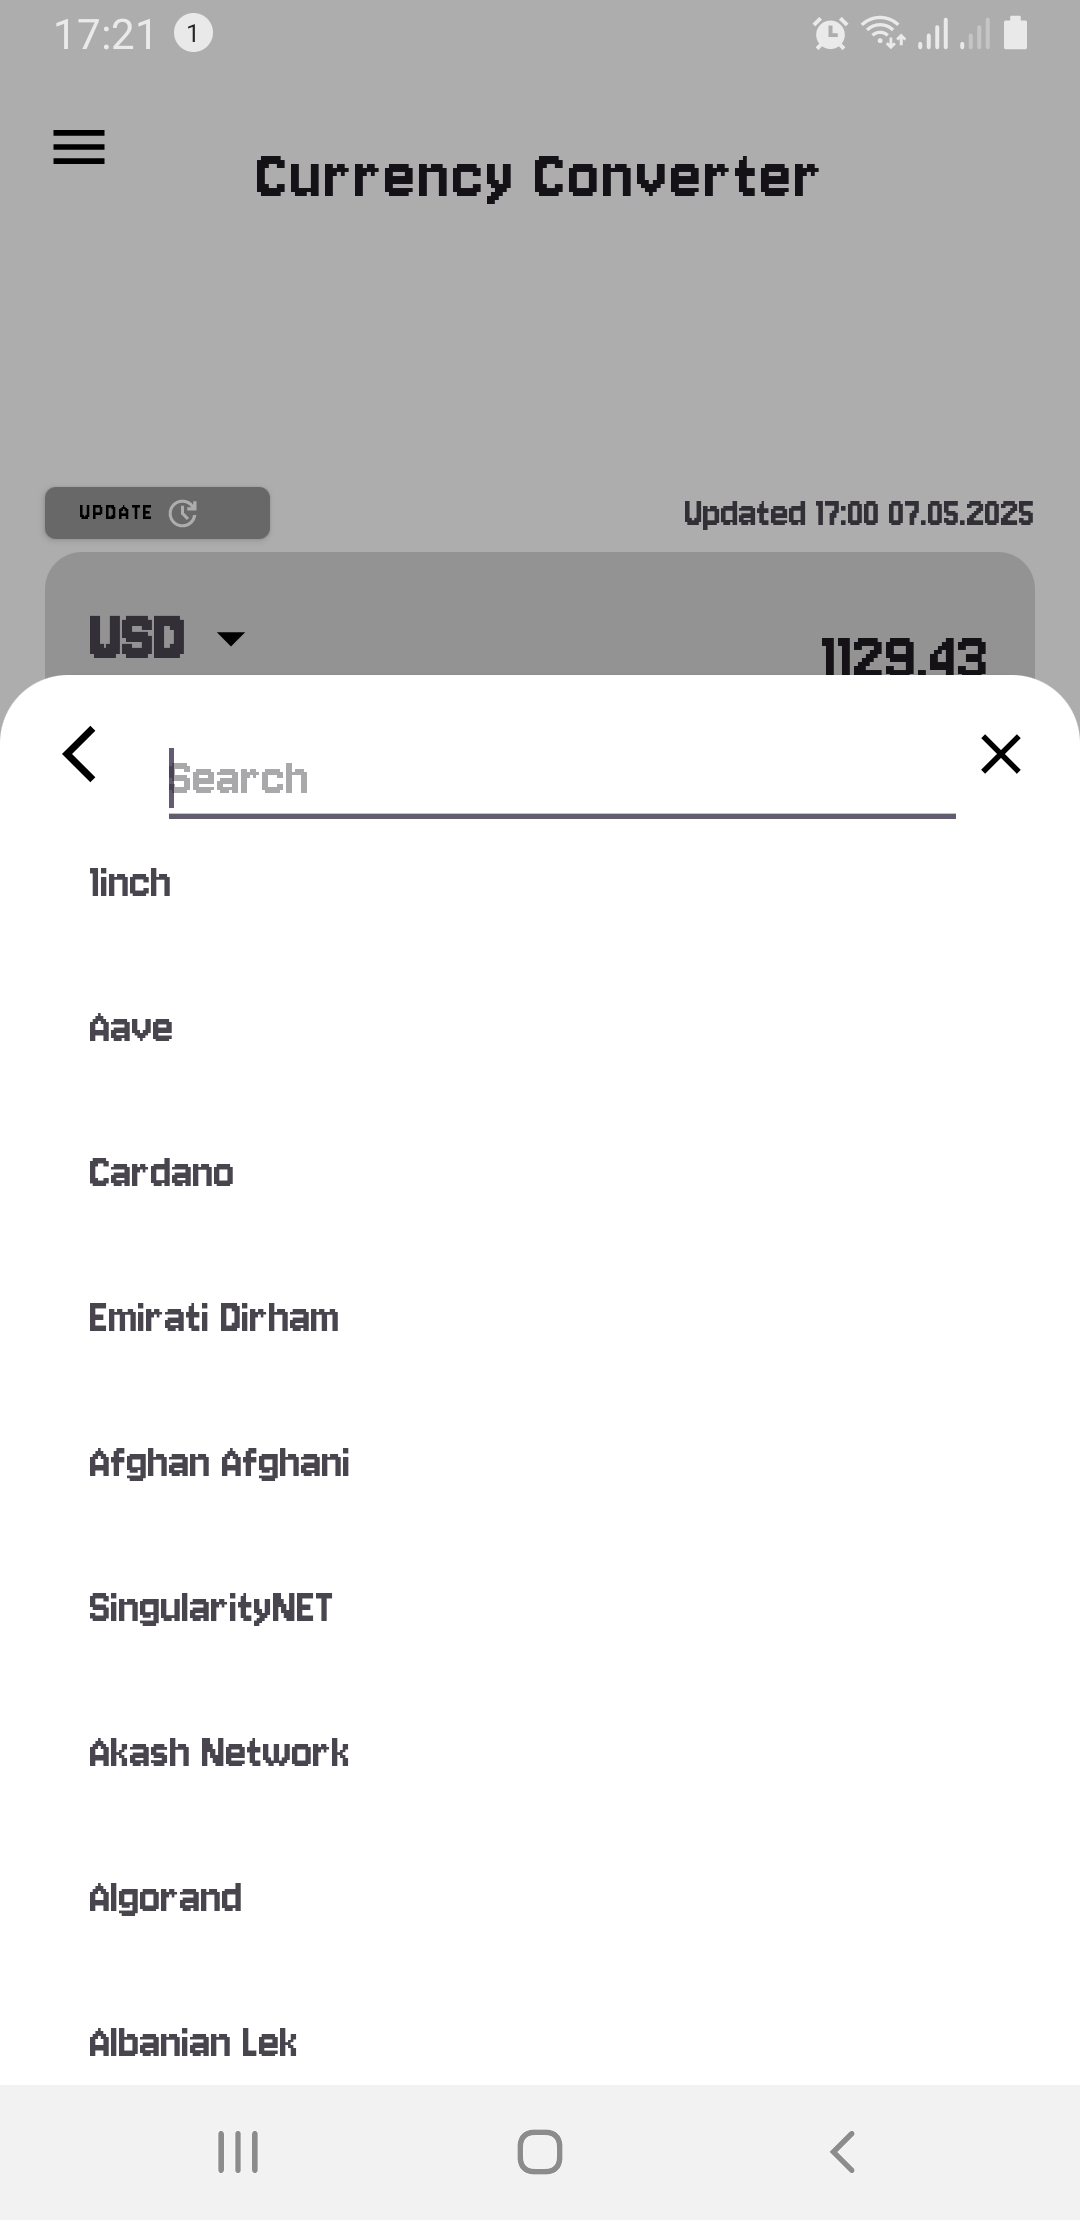 17:21 1
Currency Converter
UPDATE
Updated 17:00 07.05.2025
USD
1129.43
Search
1inch
Aave
Cardano
Emirati Dirham
Afghan Afghani
SingularityNET
Akash Network
Algorand
Albanian Lek